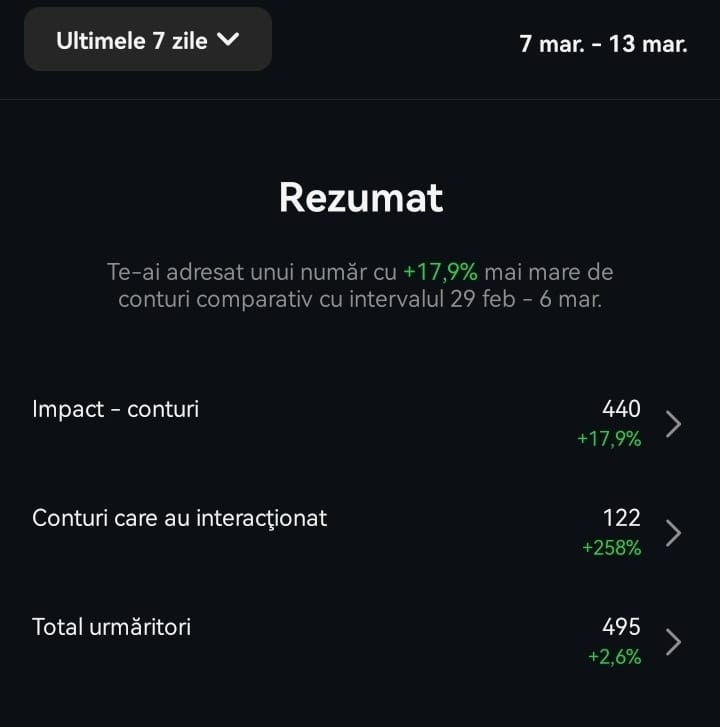 Ultimele 7 zile
7 mar. - 13 mar.
Rezumat
Te-ai adresat unui număr cu +17,9% mai mare de
conturi comparativ cu intervalul 29 feb - 6 mar.
Impact - conturi
440
+17,9%
Conturi care au interacţionat
122
+258%
Total urmăritori
495
+2,6%